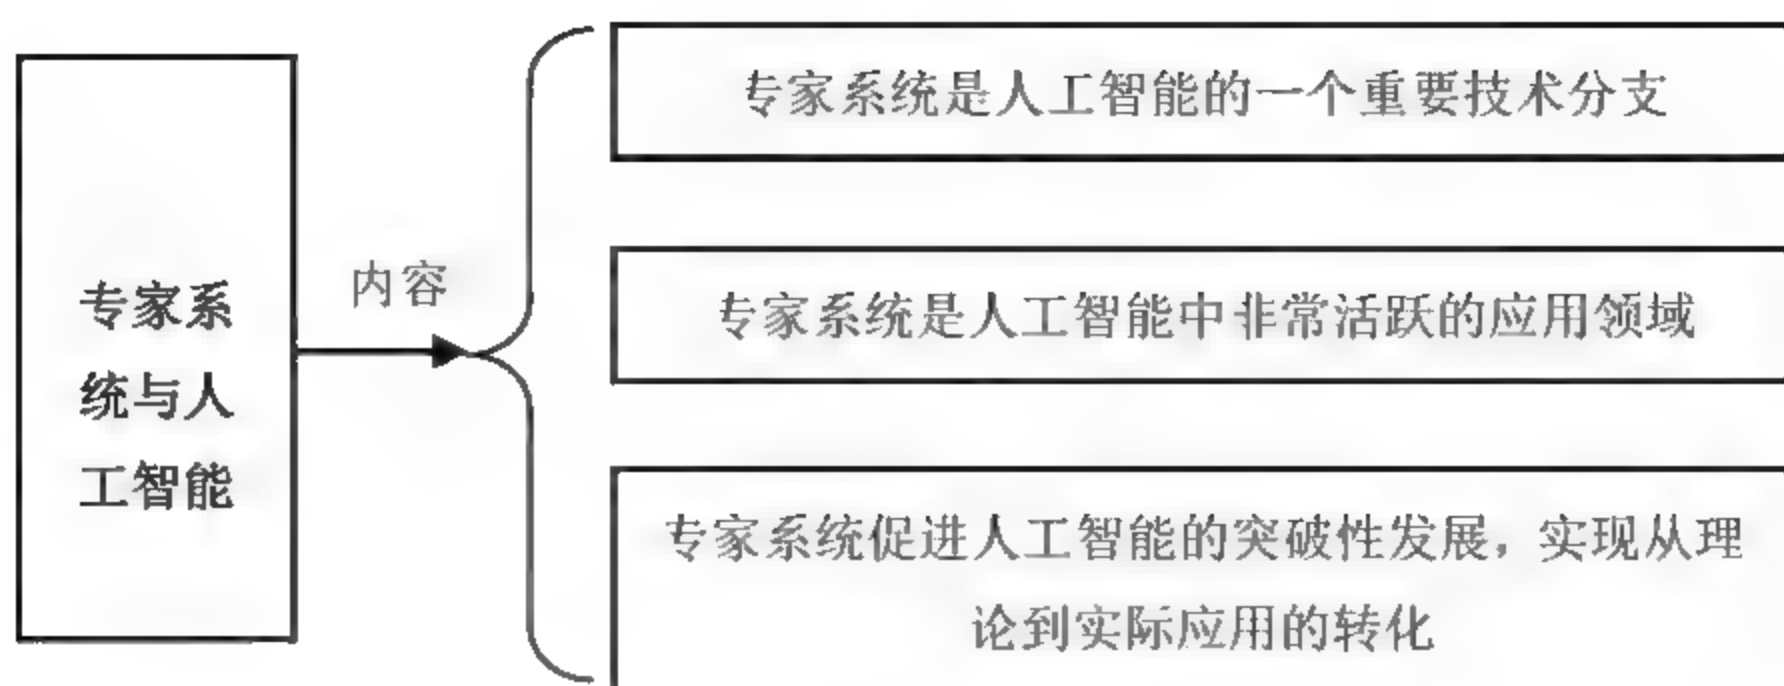 专家系
统与人
工智能
内容
专家系统是人工智能的一个重要技术分支
专家系统是人工智能中非常活跃的应用领域
专家系统促进人工智能的突破性发展，实现从理
论到实际应用的转化